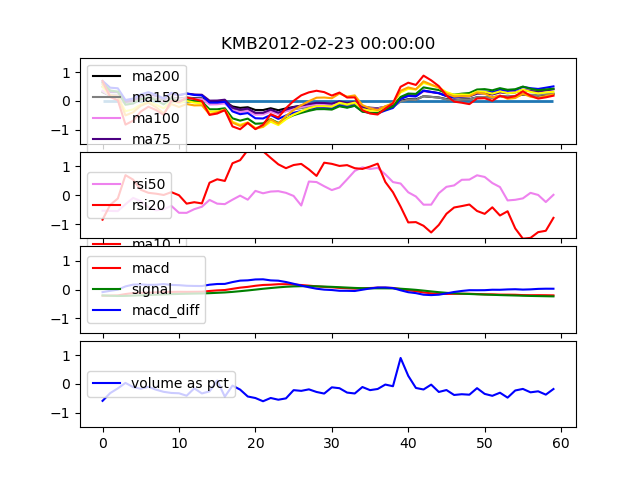 KMB2012-02-23 00:00:00
1
0
−1
ma200
ma150
ma100
ma75
1
0
−1
rsi50
rsi20
ma10
1
0
−1
macd
signal
macd_diff
1
0
−1
volume as pct
0 10 20 30 40 50 60